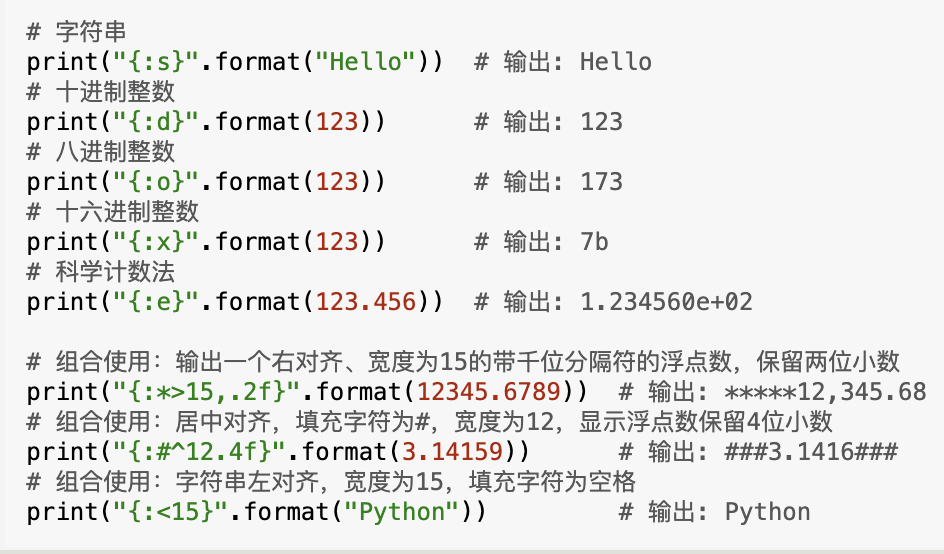 # 字符串
print("{:s}".format("Hello"))  # 输出: Hello
# 十进制整数
print("{:d}".format(123))      # 输出: 123
# 八进制整数
print("{:o}".format(123))      # 输出: 173
# 十六进制整数
print("{:x}".format(123))      # 输出: 7b
# 科学计数法
print("{:e}".format(123.456))  # 输出: 1.234560e+02

# 组合使用：输出一个右对齐、宽度为15的带千位分隔符的浮点数，保留两位小数
print("{:*>15,.2f}".format(12345.6789))  # 输出: *****12,345.68
# 组合使用：居中对齐，填充字符为#，宽度为12，显示浮点数保留4位小数
print("{:#^12.4f}".format(3.14159))      # 输出: ###3.1416###
# 组合使用：字符串左对齐，宽度为15，填充字符为空格
print("{:<15}".format("Python"))         # 输出: Python